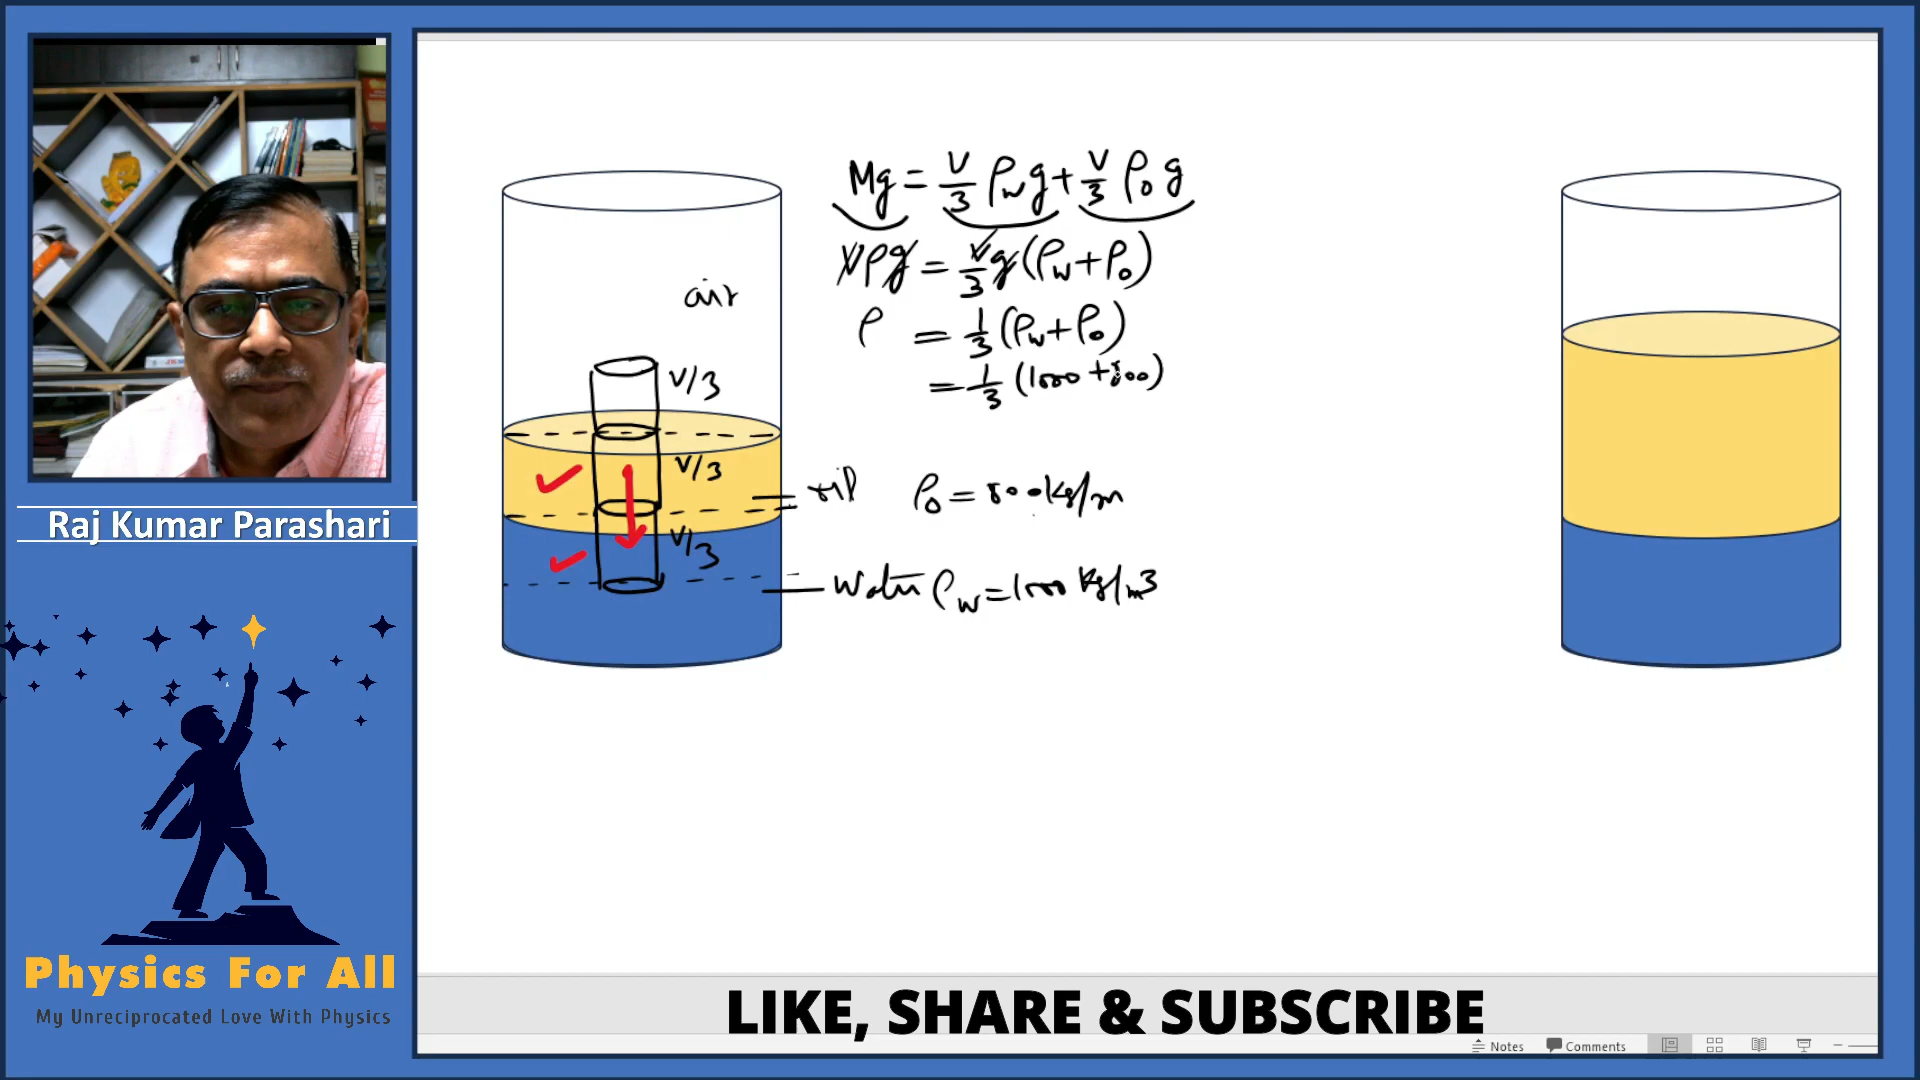 Raj Kumar Parashari
Physics For All
My Unreciprocated Love With Physics
Mg = V/3 ρw g + V/3 ρo g
Vρg = V/3 g (ρw + ρo)
ρ = 1/3 (ρw + ρo)
= 1/3 (1000 + 800)
air
V/3
V/3
V/3
oil ρo = 800 kg/m
Water ρw = 1000 kg/m3
LIKE, SHARE & SUBSCRIBE
Notes Comments